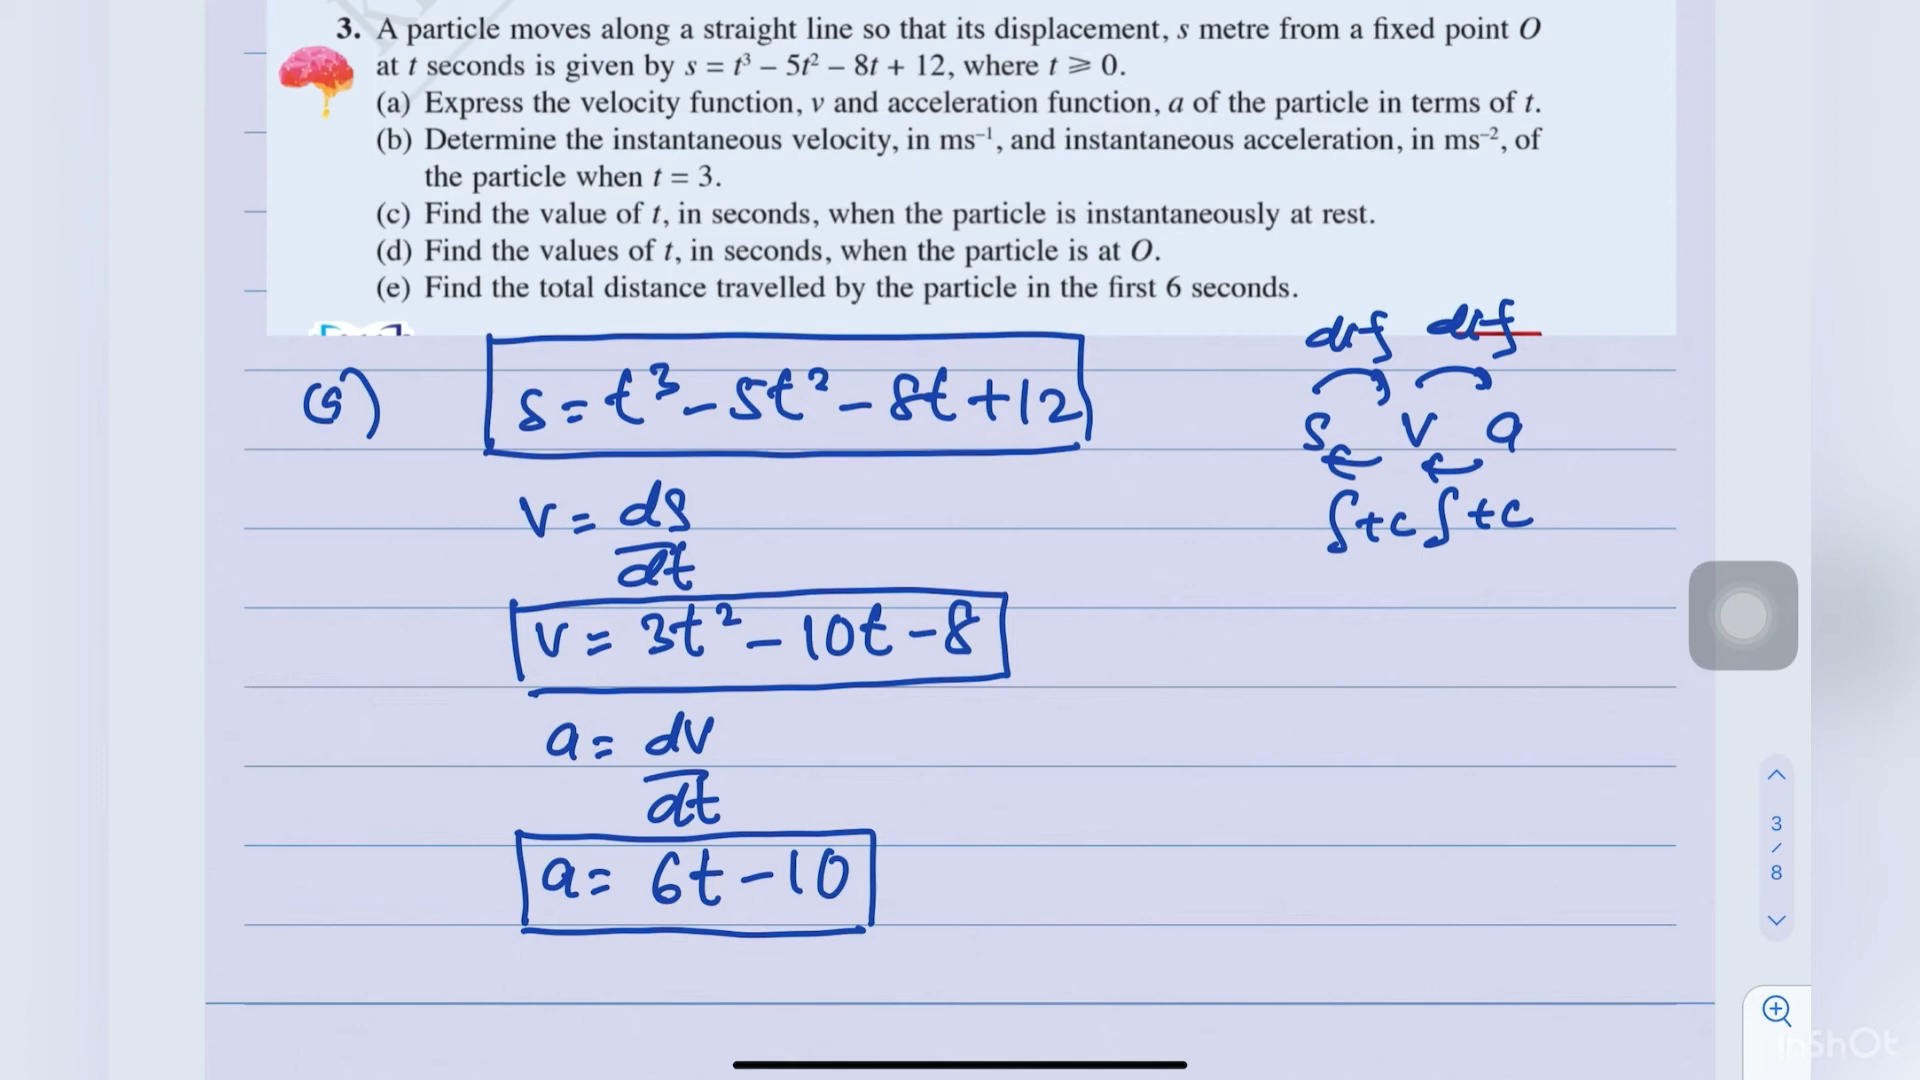 3. A particle moves along a straight line so that its displacement, s metre from a fixed point O
at t seconds is given by s = t³ – 5t² – 8t + 12, where t ⩾ 0.
(a) Express the velocity function, v and acceleration function, a of the particle in terms of t.
(b) Determine the instantaneous velocity, in ms⁻¹, and instantaneous acceleration, in ms⁻², of
the particle when t = 3.
(c) Find the value of t, in seconds, when the particle is instantaneously at rest.
(d) Find the values of t, in seconds, when the particle is at O.
(e) Find the total distance travelled by the particle in the first 6 seconds.
dif dif
s v a
∫+c ∫+c
(a) s = t³ – 5t² – 8t + 12
v = ds/dt
v = 3t² – 10t – 8
a = dv/dt
a = 6t – 10
3
/
8
InShOt